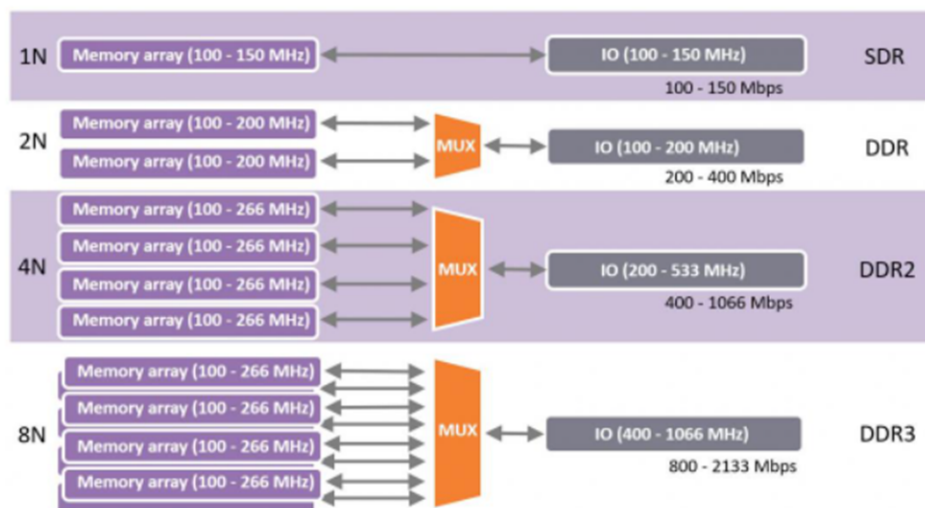 1N Memory array (100 - 150 MHz) IO (100 - 150 MHz) SDR
100 - 150 Mbps
Memory array (100 - 200 MHz)
2N MUX IO (100 - 200 MHz) DDR
Memory array (100 - 200 MHz)
200 - 400 Mbps
Memory array (100 - 266 MHz)
Memory array (100 - 266 MHz)
4N MUX IO (200 - 533 MHz) DDR2
Memory array (100 - 266 MHz)
400 - 1066 Mbps
Memory array (100 - 266 MHz)
Memory array (100 - 266 MHz)
Memory array (100 - 266 MHz)
8N MUX IO (400 - 1066 MHz) DDR3
Memory array (100 - 266 MHz)
800 - 2133 Mbps
Memory array (100 - 266 MHz)